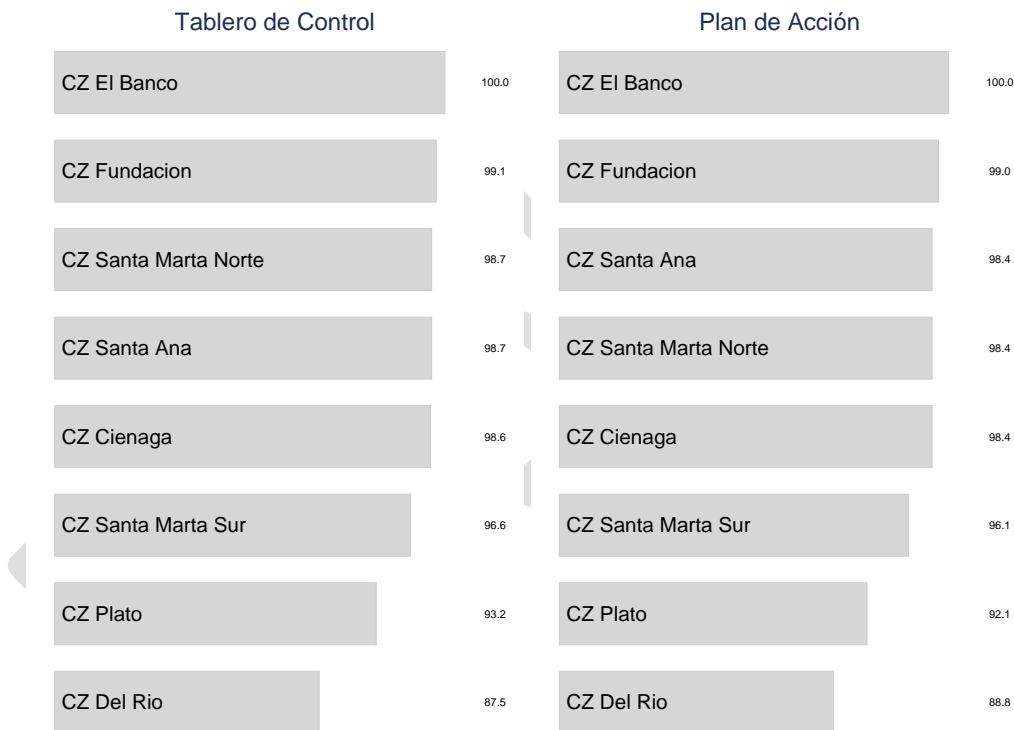 Tablero de Control
CZ El Banco 100.0
CZ Fundacion 99.1
CZ Santa Marta Norte 98.7
CZ Santa Ana 98.7
CZ Cienaga 98.6
CZ Santa Marta Sur 96.6
CZ Plato 93.2
CZ Del Rio 87.5
Plan de Acción
CZ El Banco 100.0
CZ Fundacion 99.0
CZ Santa Ana 98.4
CZ Santa Marta Norte 98.4
CZ Cienaga 98.4
CZ Santa Marta Sur 96.1
CZ Plato 92.1
CZ Del Rio 88.8